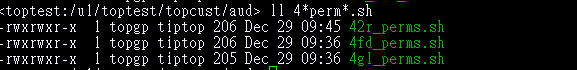 <toptest:/u1/toptest/topcust/aud> ll 4*perm*.sh
-rwxrwxr-x 1 topgp tiptop 206 Dec 29 09:45 42r_perms.sh
-rwxrwxr-x 1 topgp tiptop 206 Dec 29 09:36 4fd_perms.sh
-rwxrwxr-x 1 topgp tiptop 205 Dec 29 09:36 4gl_perms.sh